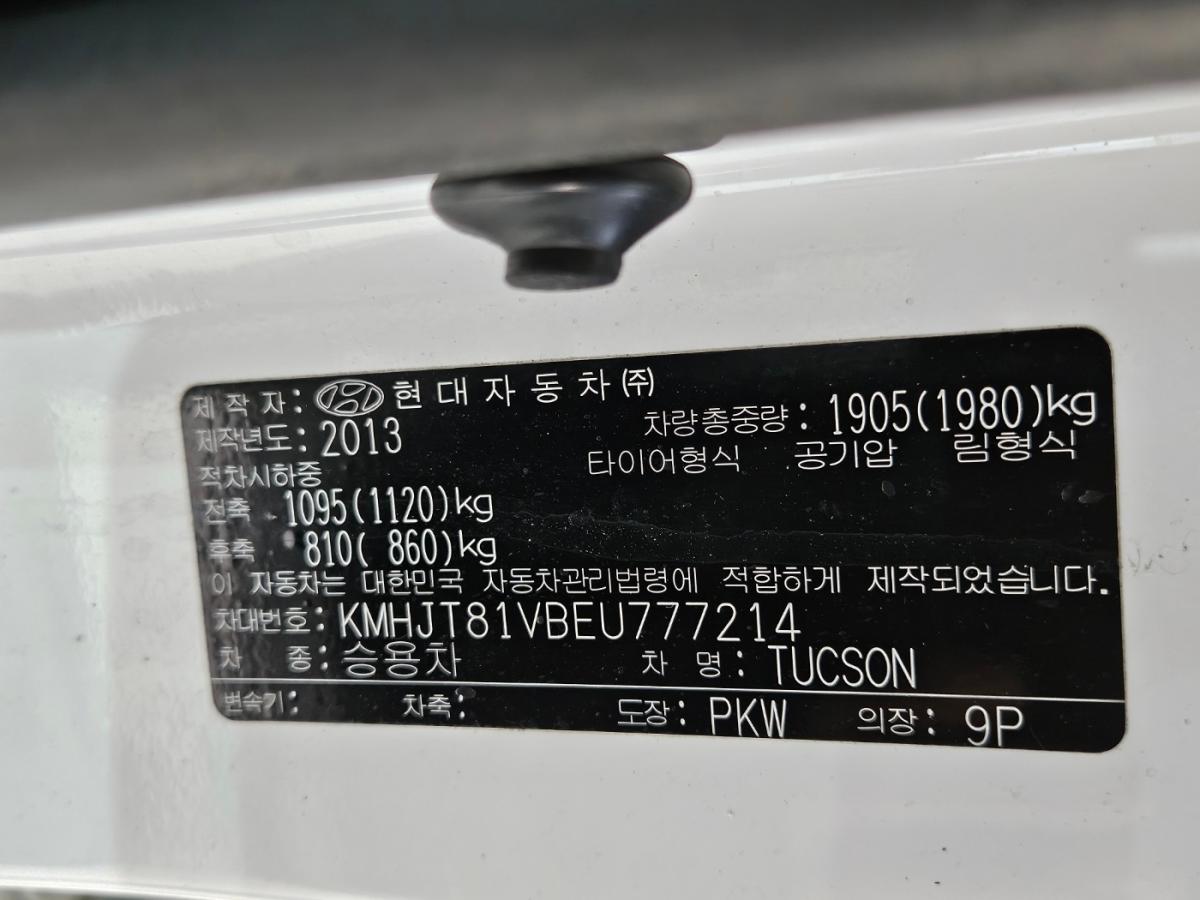 제 작 자: 현대자동차㈜
제작년도: 2013 차량총중량: 1905(1980)kg
적차시하중 타이어형식 공기압 림형식
전축 1095(1120)kg
후축 810( 860)kg
이 자동차는 대한민국 자동차관리법령에 적합하게 제작되었습니다.
차대번호: KMHJT81VBEU777214
차 종: 승용차 차 명: TUCSON
변속기: 차축: 도장: PKW 의장: 9P